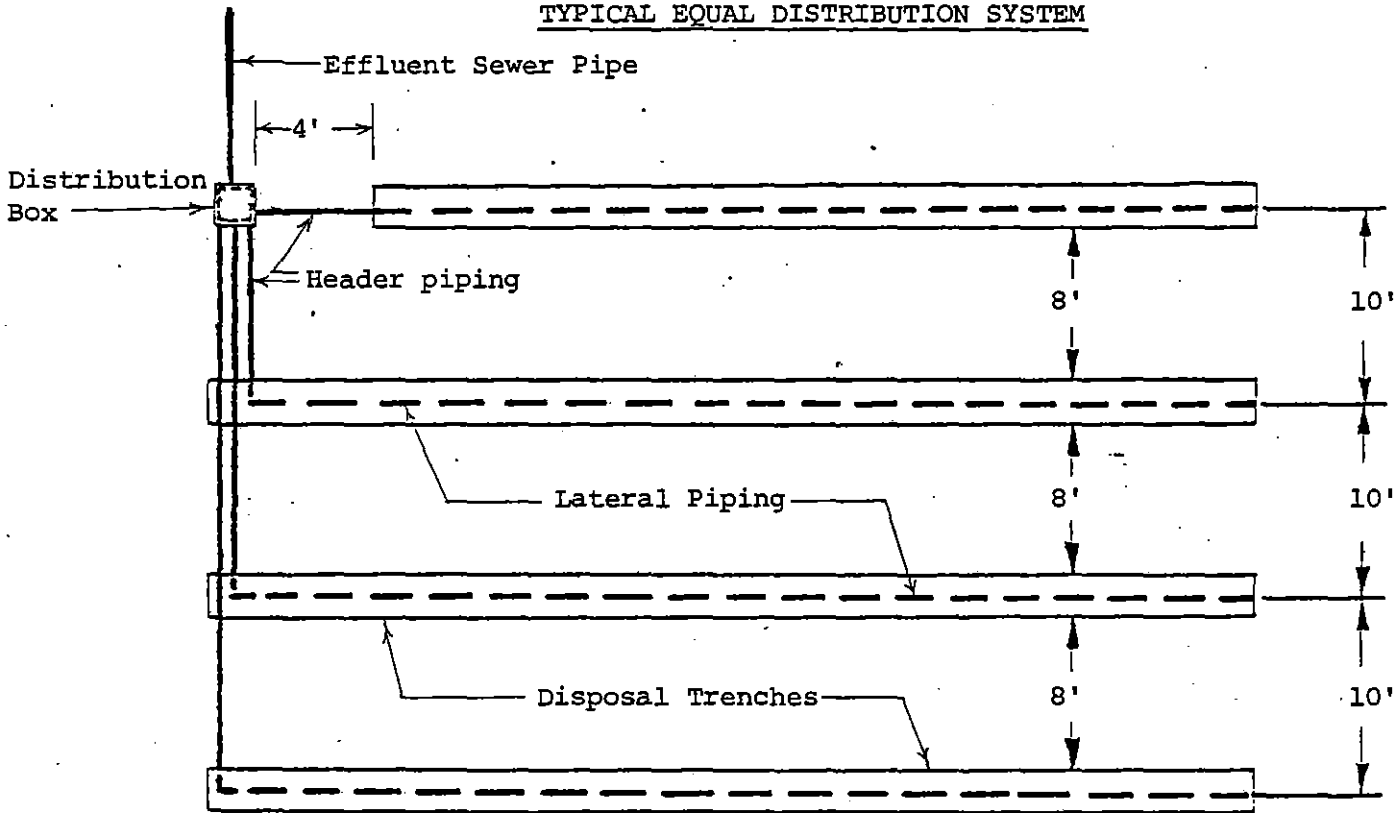 TYPICAL EQUAL DISTRIBUTION SYSTEM
Effluent Sewer Pipe
4'
Distribution
Box
Header piping
8'
10'
Lateral Piping
8'
10'
Disposal Trenches
8'
10'